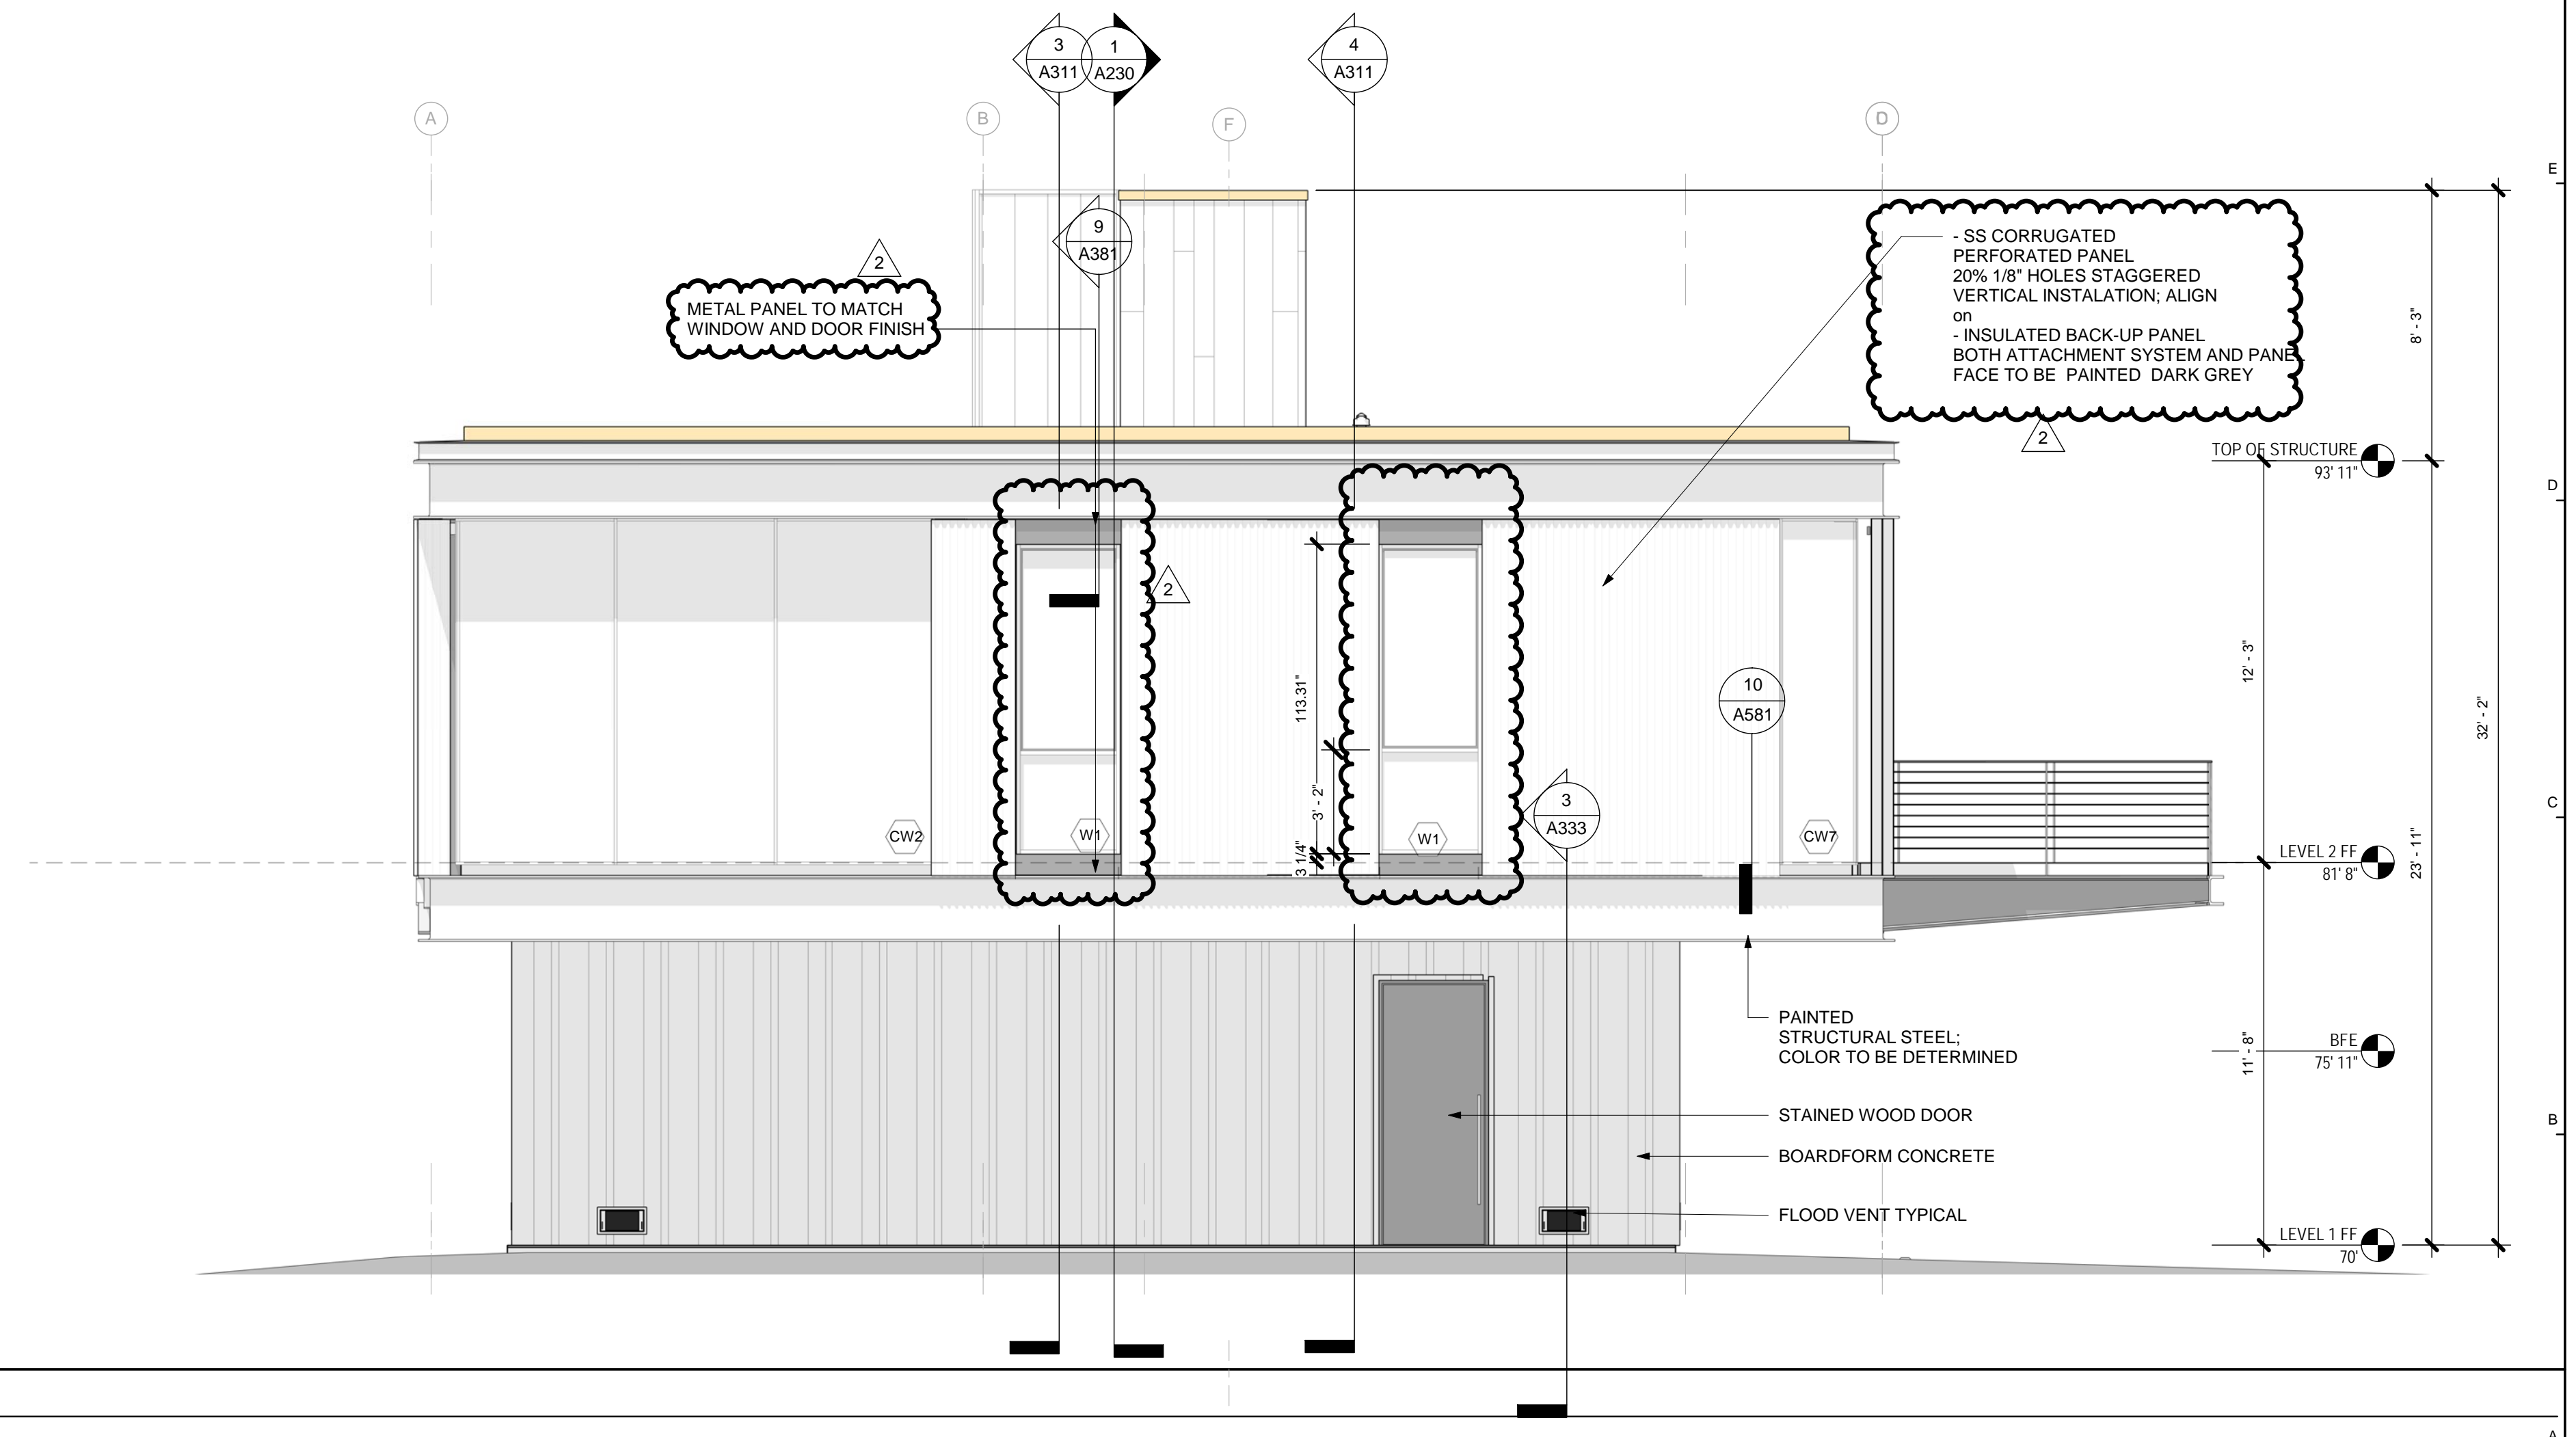 3
A311
1
A230
4
A311
A
B
F
D
E
9
A381
2
METAL PANEL TO MATCH
WINDOW AND DOOR FINISH
- SS CORRUGATED
PERFORATED PANEL
20% 1/8" HOLES STAGGERED
VERTICAL INSTALATION; ALIGN
on
- INSULATED BACK-UP PANEL
BOTH ATTACHMENT SYSTEM AND PANEL
FACE TO BE PAINTED DARK GREY
2
8' - 3"
TOP OF STRUCTURE
93' 11"
D
2
113.31"
12' - 3"
32' - 2"
10
A581
3' - 2"
3
A333
C
CW2
W1
W1
CW7
3 1/4"
LEVEL 2 FF
81' 8"
23' - 11"
PAINTED
STRUCTURAL STEEL;
COLOR TO BE DETERMINED
11' - 8"
BFE
75' 11"
STAINED WOOD DOOR
B
BOARDFORM CONCRETE
FLOOD VENT TYPICAL
LEVEL 1 FF
70'
A